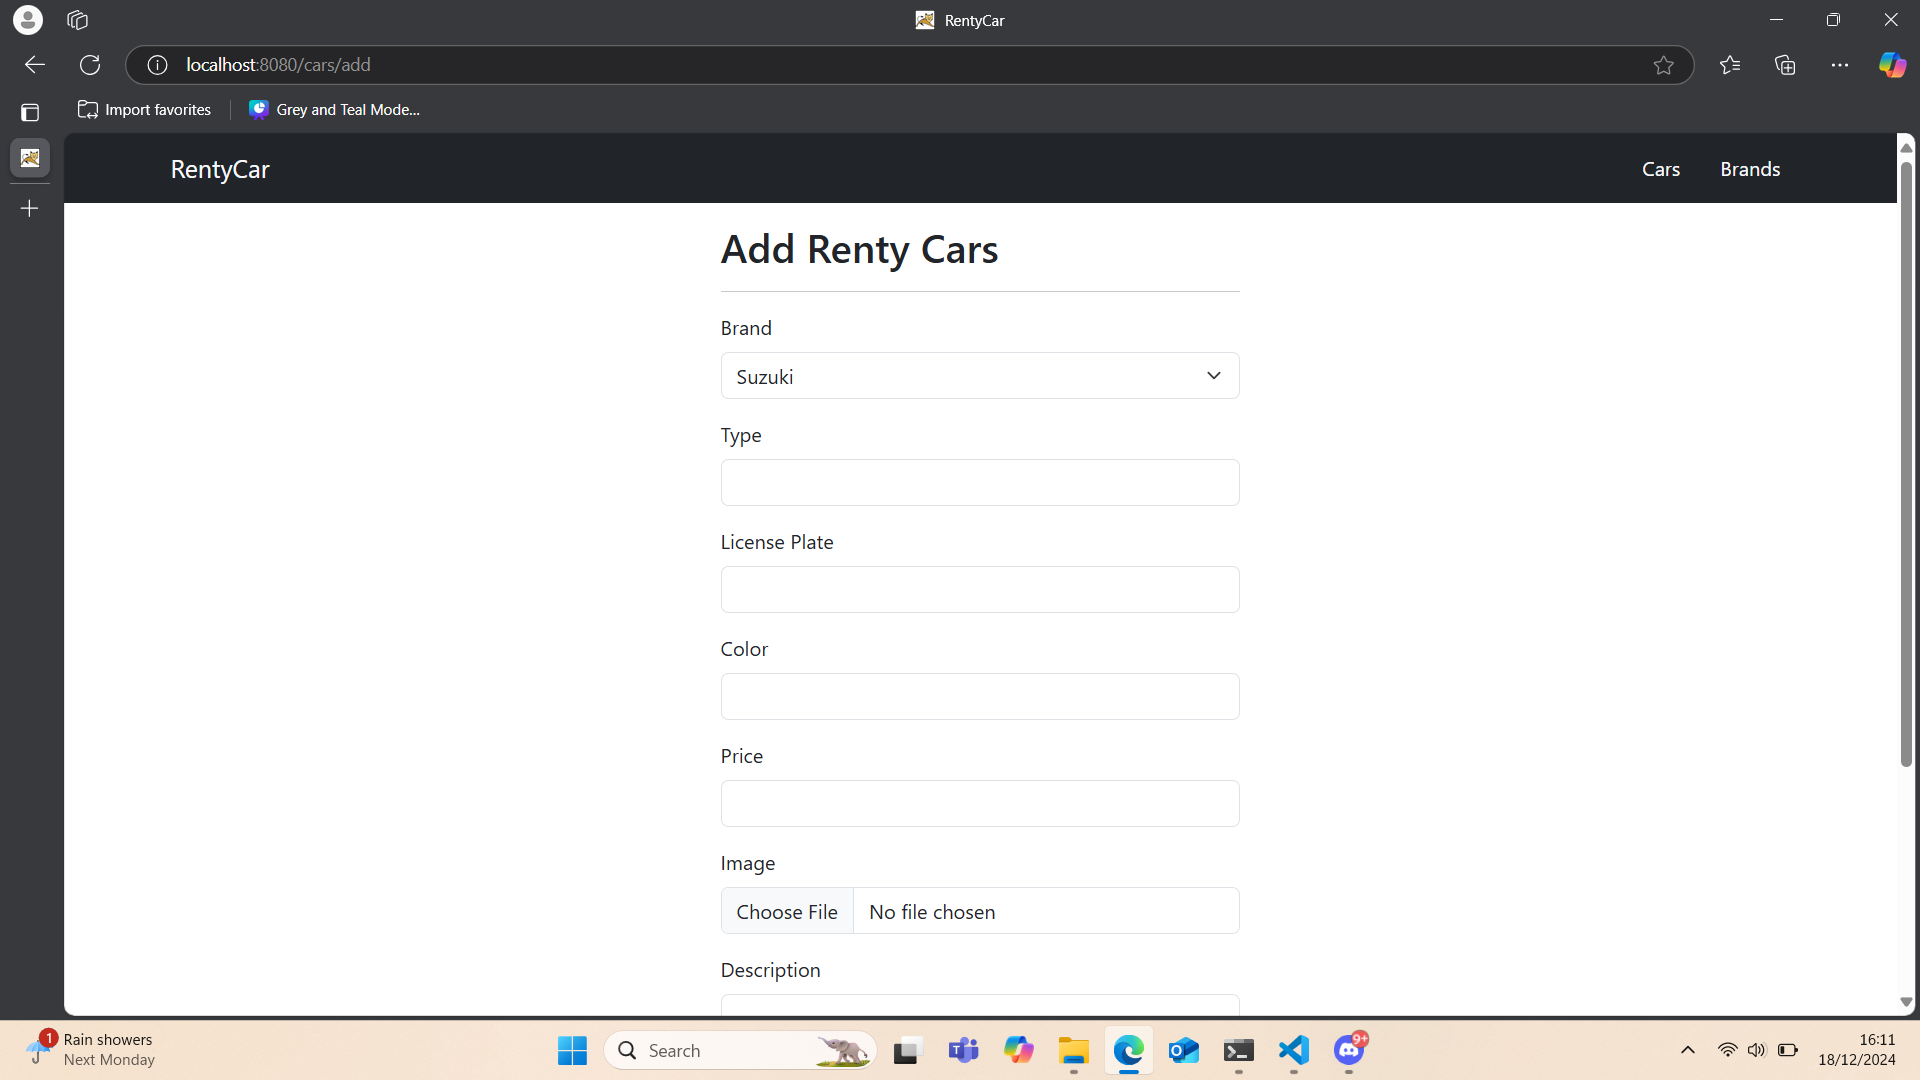 RentyCar
localhost:8080/cars/add
Import favorites
Grey and Teal Mode...
RentyCar
Cars
Brands
Add Renty Cars
Brand
Suzuki
Type
License Plate
Color
Price
Image
Choose File
No file chosen
Description
1
Rain showers
Next Monday
Search
9+
16:11
18/12/2024